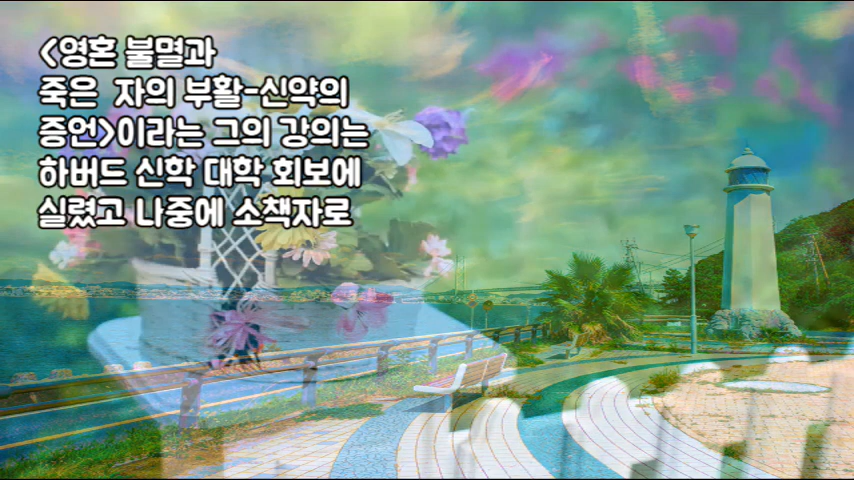 <영혼 불멸과
죽은 자의 부활-신약의
증언>이라는 그의 강의는
하버드 신학 대학 회보에
실렸고 나중에 소책자로